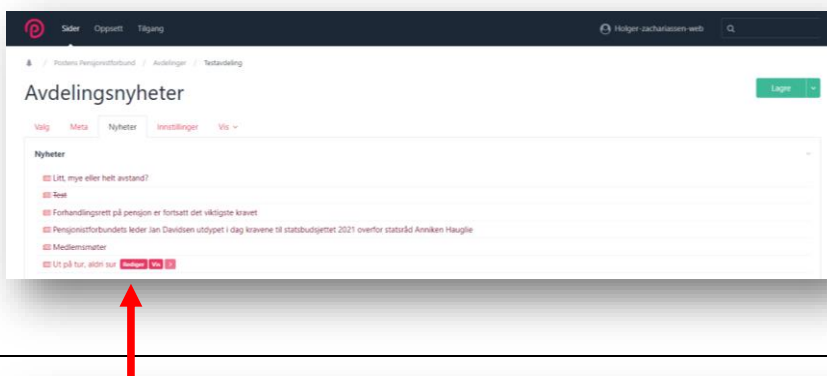 Sider Oppsett Tilgang Holger-zachariassen-web
/ Postens Pensjonistforbund / Avdelinger / Testavdeling
Avdelingsnyheter
Lagre
Valg Meta Nyheter Innstillinger Vis
Nyheter
Litt, mye eller helt avstand?
Test
Forhandlingsrett på pensjon er fortsatt det viktigste kravet
Pensjonistforbundets leder Jan Davidsen utdypet i dag kravene til statsbudsjettet 2021 overfor statsråd Anniken Hauglie
Medlemsmøter
Ut på tur, aldri sur Rediger Vis